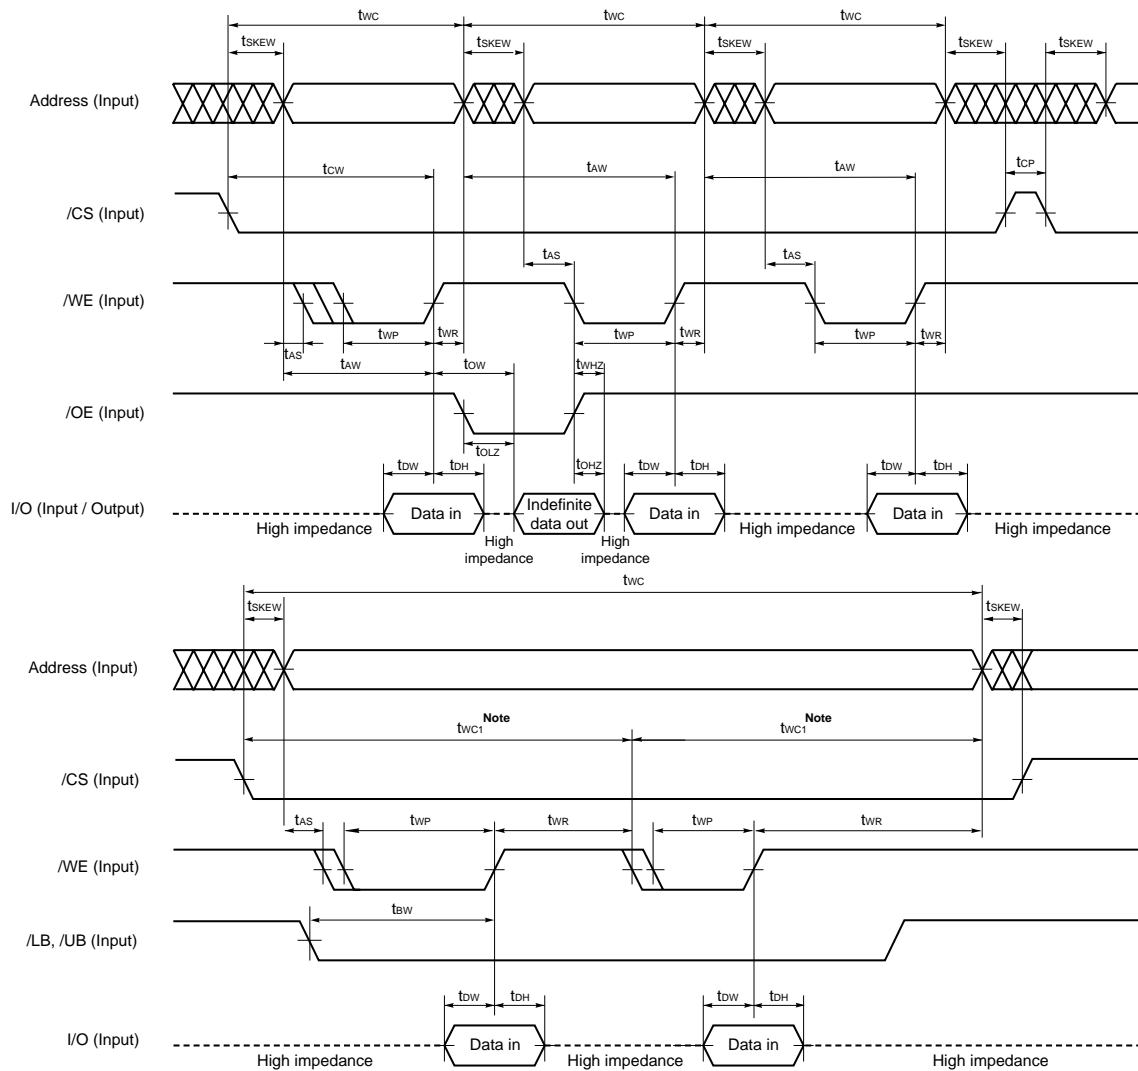 tWC tWC tWC
tSKEW tSKEW tSKEW tSKEW tSKEW
Address (Input)
tCW tAW tAW tCP
/CS (Input)
tAS tAS
/WE (Input)
tAS tWP tWR tWP tWR tWP tWR
tAW tOW tWHZ
/OE (Input)
tOLZ tOHZ
tDW tDH tDW tDH tDW tDH
I/O (Input / Output)
High impedance Data in High impedance Indefinite data out High impedance Data in High impedance Data in High impedance
tWC
tSKEW tSKEW
Address (Input)
tWC1 Note tWC1 Note
/CS (Input)
tAS tWP tWR tWP tWR
/WE (Input)
tBW
/LB, /UB (Input)
tDW tDH tDW tDH
I/O (Input)
High impedance Data in High impedance Data in High impedance